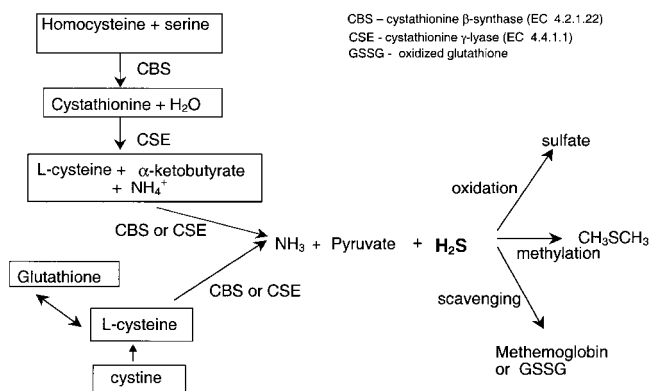 Homocysteine + serine
CBS - cystathionine β-synthase (EC 4.2.1.22)
CSE - cystathionine γ-lyase (EC 4.4.1.1)
GSSG - oxidized glutathione
CBS
Cystathionine + H₂O
CSE
L-cysteine + α-ketobutyrate
+ NH₄⁺
sulfate
oxidation
CBS or CSE
NH₃ + Pyruvate + H₂S
CH₃SCH₃
methylation
Glutathione
CBS or CSE
scavenging
L-cysteine
Methemoglobin
or GSSG
cystine